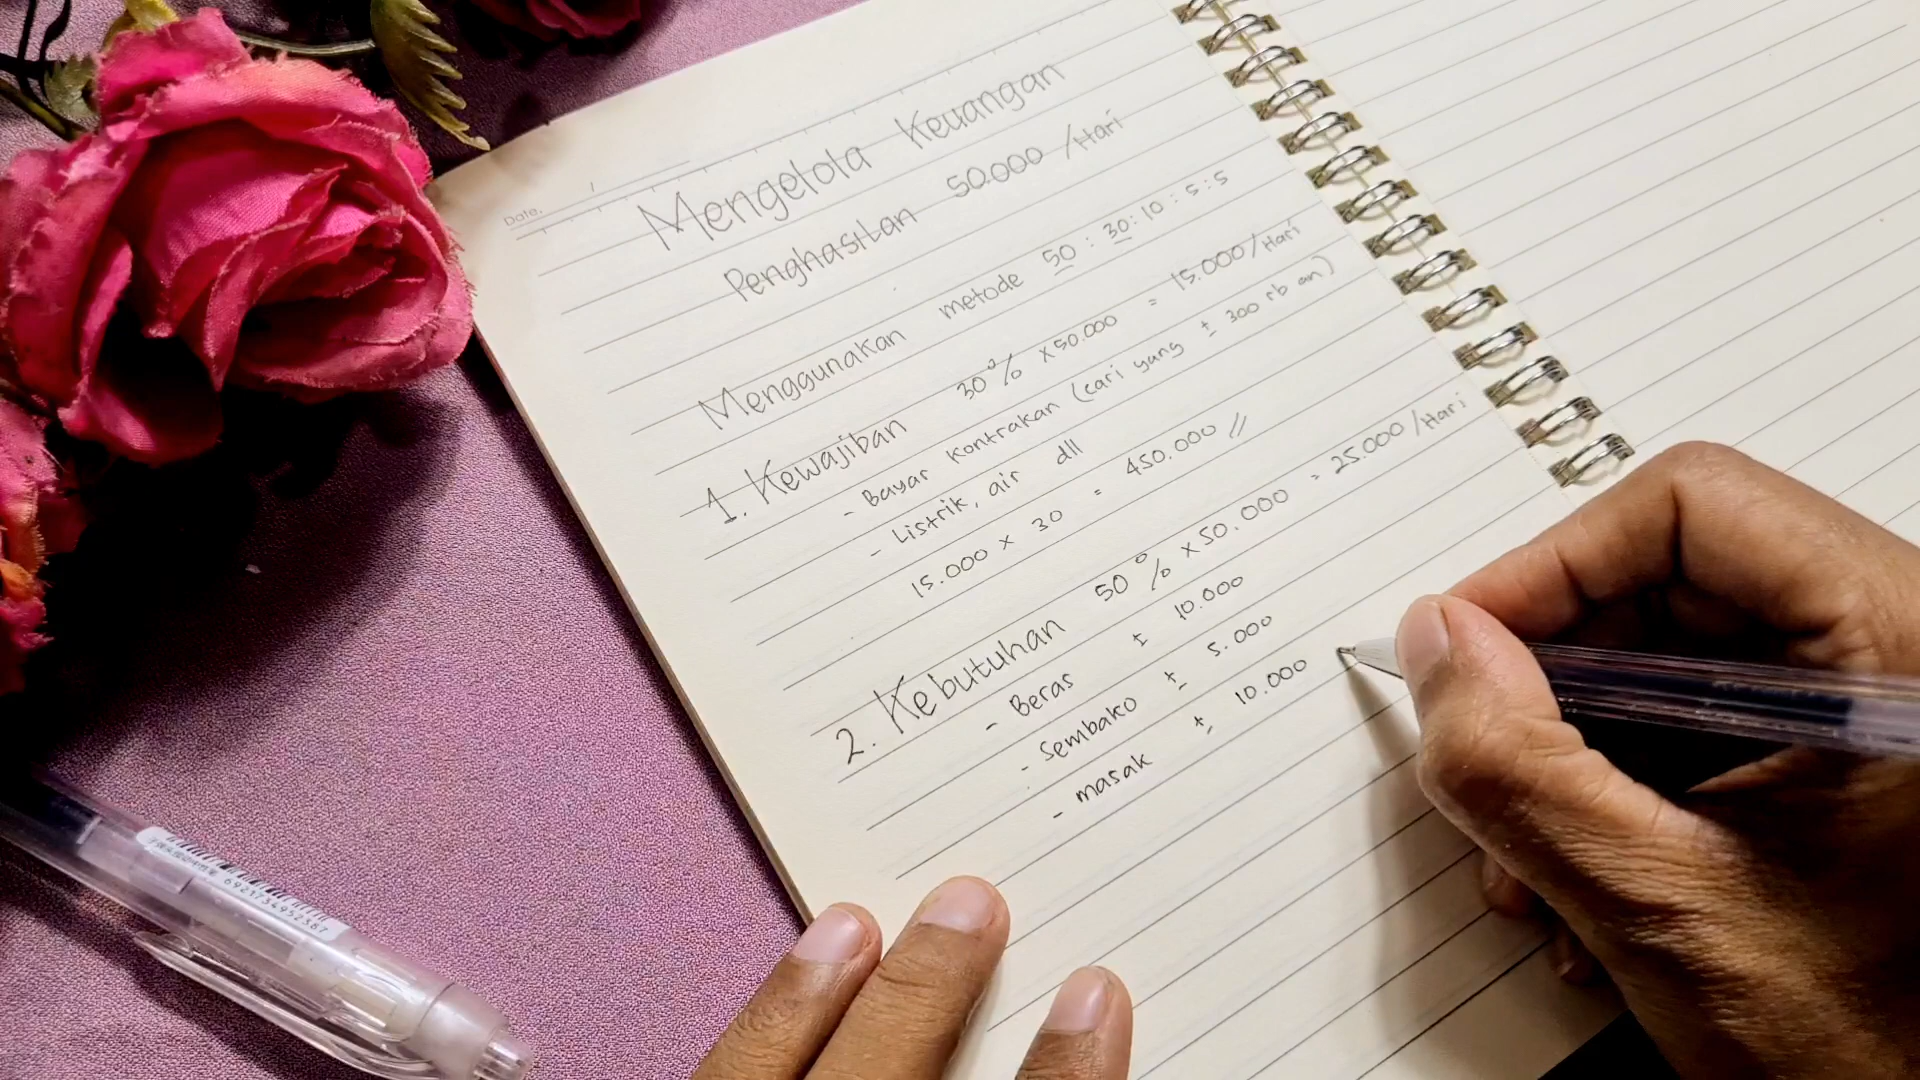 Date.
Mengelola Keuangan
Penghasilan 50.000 /Hari
Menggunakan metode 50 : 30 : 10 : 5 : 5
1. Kewajiban 30% x 50.000 = 15.000/Hari
- Bayar kontrakan (cari yang ± 300 rb an)
- Listrik, air dll
15.000 x 30 = 450.000 //
2. Kebutuhan 50% x 50.000 = 25.000/Hari
- Beras ± 10.000
- Sembako ± 5.000
- masak ± 10.000